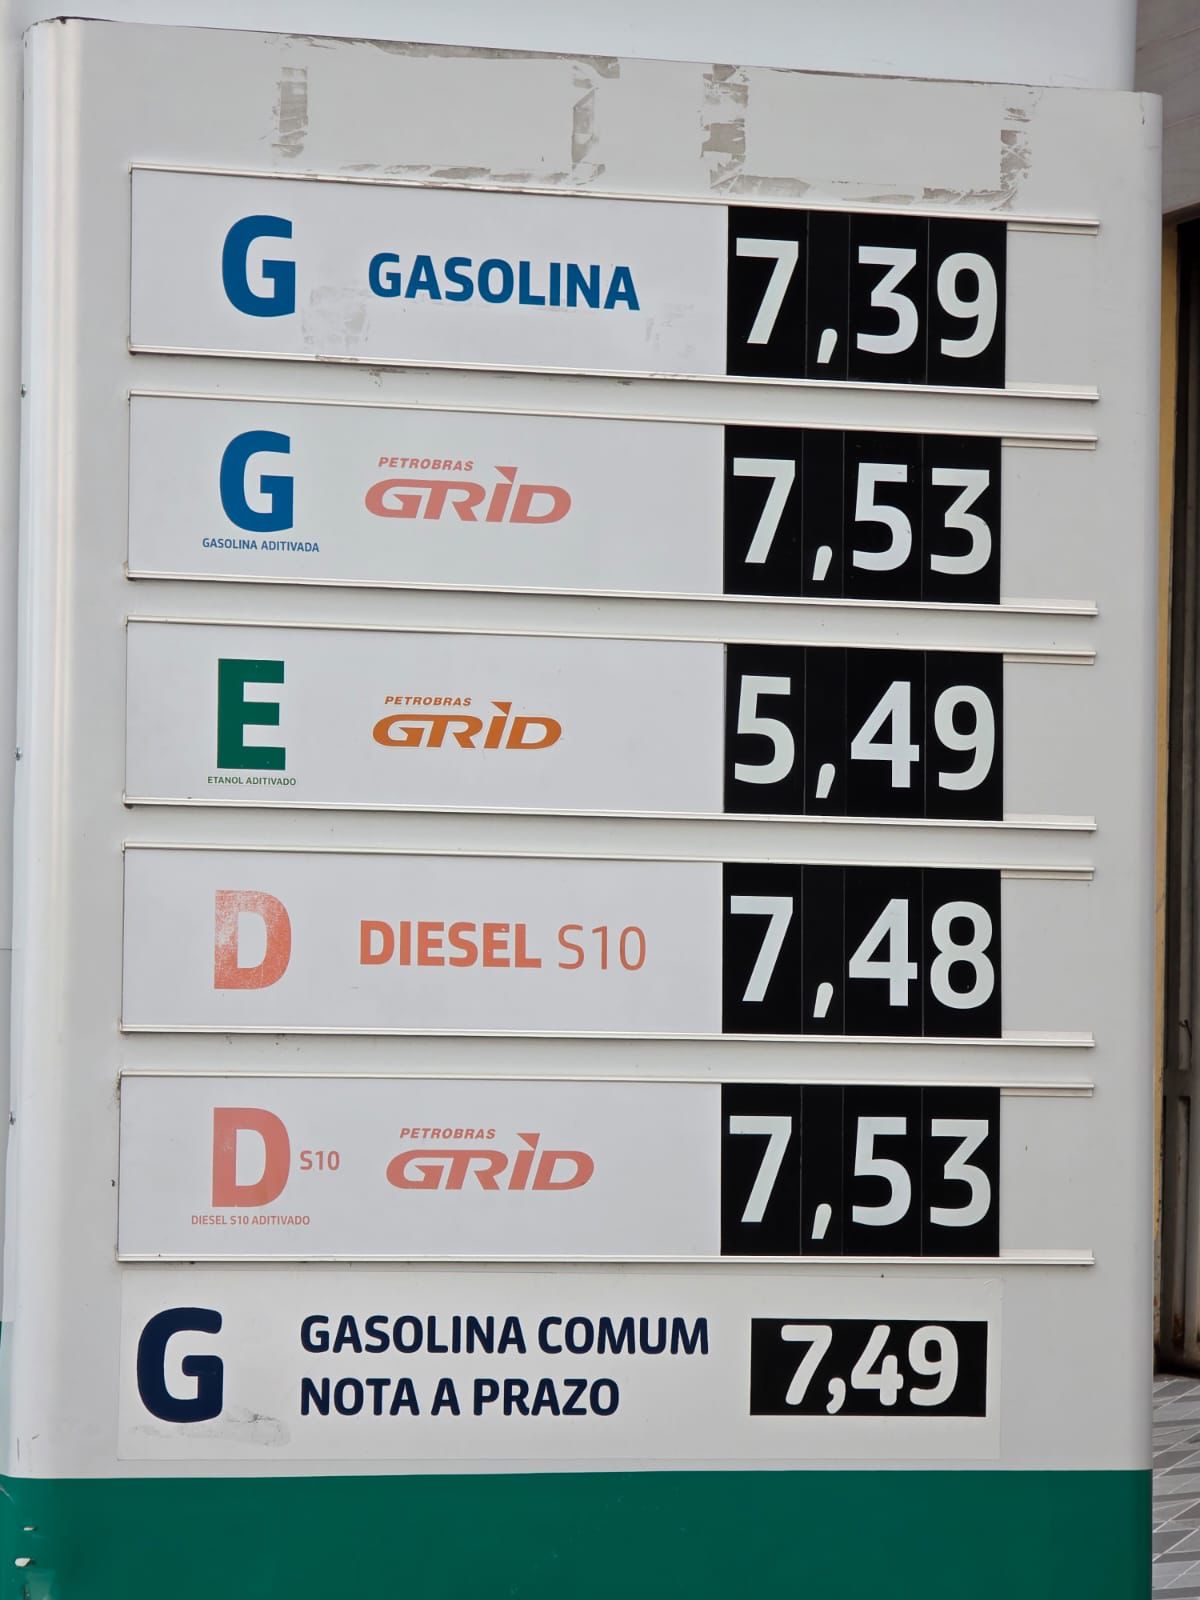 G GASOLINA 7,39
G PETROBRAS GRID 7,53
GASOLINA ADITIVADA
E PETROBRAS GRID 5,49
ETANOL ADITIVADO
D DIESEL S10 7,48
D S10 PETROBRAS GRID 7,53
DIESEL S10 ADITIVADO
G GASOLINA COMUM 7,49
NOTA A PRAZO